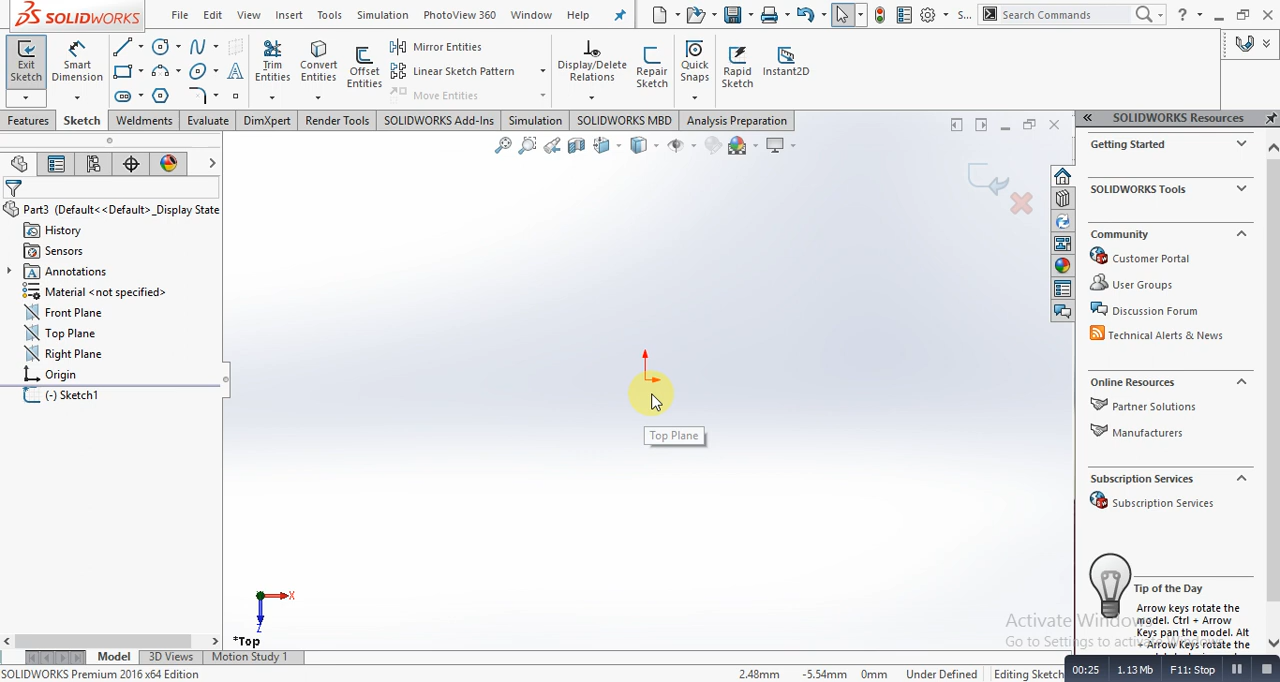 SOLIDWORKS
File Edit View Insert Tools Simulation PhotoView 360 Window Help
S...
Search Commands
Exit Sketch
Smart Dimension
Trim Entities
Convert Entities
Offset Entities
Mirror Entities
Linear Sketch Pattern
Move Entities
Display/Delete Relations
Repair Sketch
Quick Snaps
Rapid Sketch
Instant2D
Features Sketch Weldments Evaluate DimXpert Render Tools SOLIDWORKS Add-Ins Simulation SOLIDWORKS MBD Analysis Preparation
Part3 (Default<<Default>_Display State
History
Sensors
Annotations
Material <not specified>
Front Plane
Top Plane
Right Plane
Origin
(-) Sketch1
Top Plane
X
Z
*Top
SOLIDWORKS Resources
Getting Started
SOLIDWORKS Tools
Community
Customer Portal
User Groups
Discussion Forum
Technical Alerts & News
Online Resources
Partner Solutions
Manufacturers
Subscription Services
Subscription Services
Tip of the Day
Arrow keys rotate the
model. Ctrl + Arrow
Keys pan the model. Alt
+ Arrow Keys rotate the
Activate Windows
Go to Settings to activate Windows.
Model 3D Views Motion Study 1
SOLIDWORKS Premium 2016 x64 Edition
2.48mm -5.54mm 0mm Under Defined Editing Sketch
00:25 1.13 Mb F11: Stop